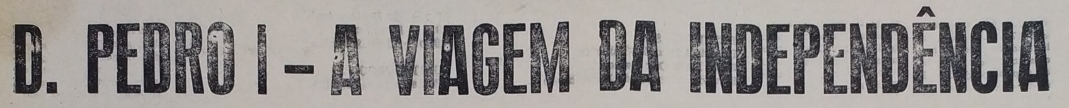 D. PEDRO I - A VIAGEM DA INDEPENDÊNCIA